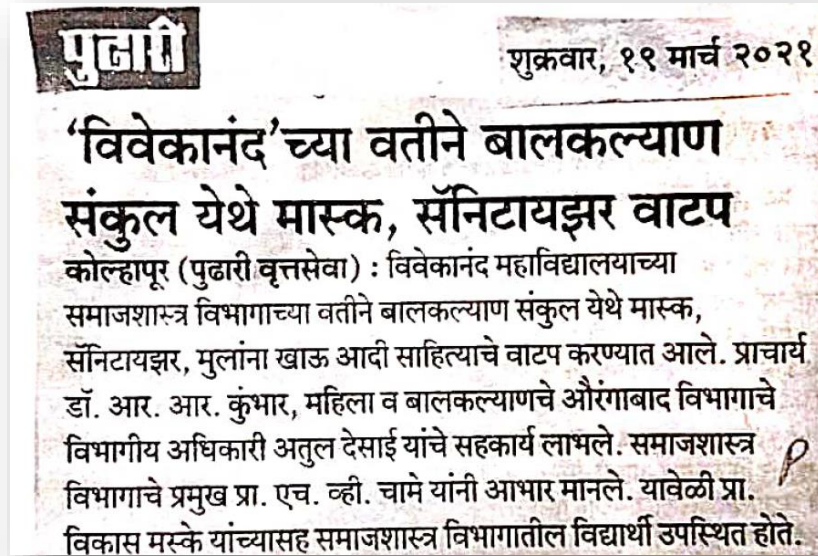 पुढारी
शुक्रवार, १९ मार्च २०२१
‘विवेकानंद’च्या वतीने बालकल्याण
संकुल येथे मास्क, सॅनिटायझर वाटप
कोल्हापूर (पुढारी वृत्तसेवा) : विवेकानंद महाविद्यालयाच्या
समाजशास्त्र विभागाच्या वतीने बालकल्याण संकुल येथे मास्क,
सॅनिटायझर, मुलांना खाऊ आदी साहित्याचे वाटप करण्यात आले. प्राचार्य
डॉ. आर. आर. कुंभार, महिला व बालकल्याणचे औरंगाबाद विभागाचे
विभागीय अधिकारी अतुल देसाई यांचे सहकार्य लाभले. समाजशास्त्र
विभागाचे प्रमुख प्रा. एच. व्ही. चामे यांनी आभार मानले. यावेळी प्रा.
विकास मस्के यांच्यासह समाजशास्त्र विभागातील विद्यार्थी उपस्थित होते.